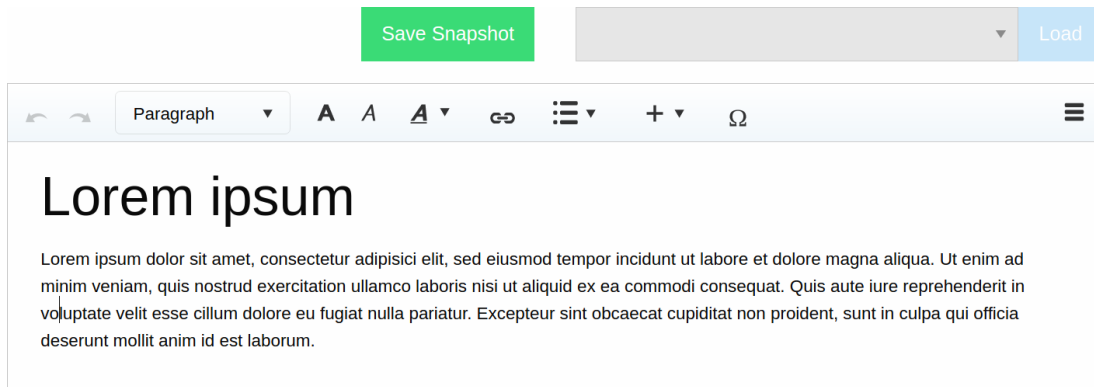 Save Snapshot Load
Paragraph A A A Ω
Lorem ipsum
Lorem ipsum dolor sit amet, consectetur adipisici elit, sed eiusmod tempor incidunt ut labore et dolore magna aliqua. Ut enim ad
minim veniam, quis nostrud exercitation ullamco laboris nisi ut aliquid ex ea commodi consequat. Quis aute iure reprehenderit in
voluptate velit esse cillum dolore eu fugiat nulla pariatur. Excepteur sint obcaecat cupiditat non proident, sunt in culpa qui officia
deserunt mollit anim id est laborum.